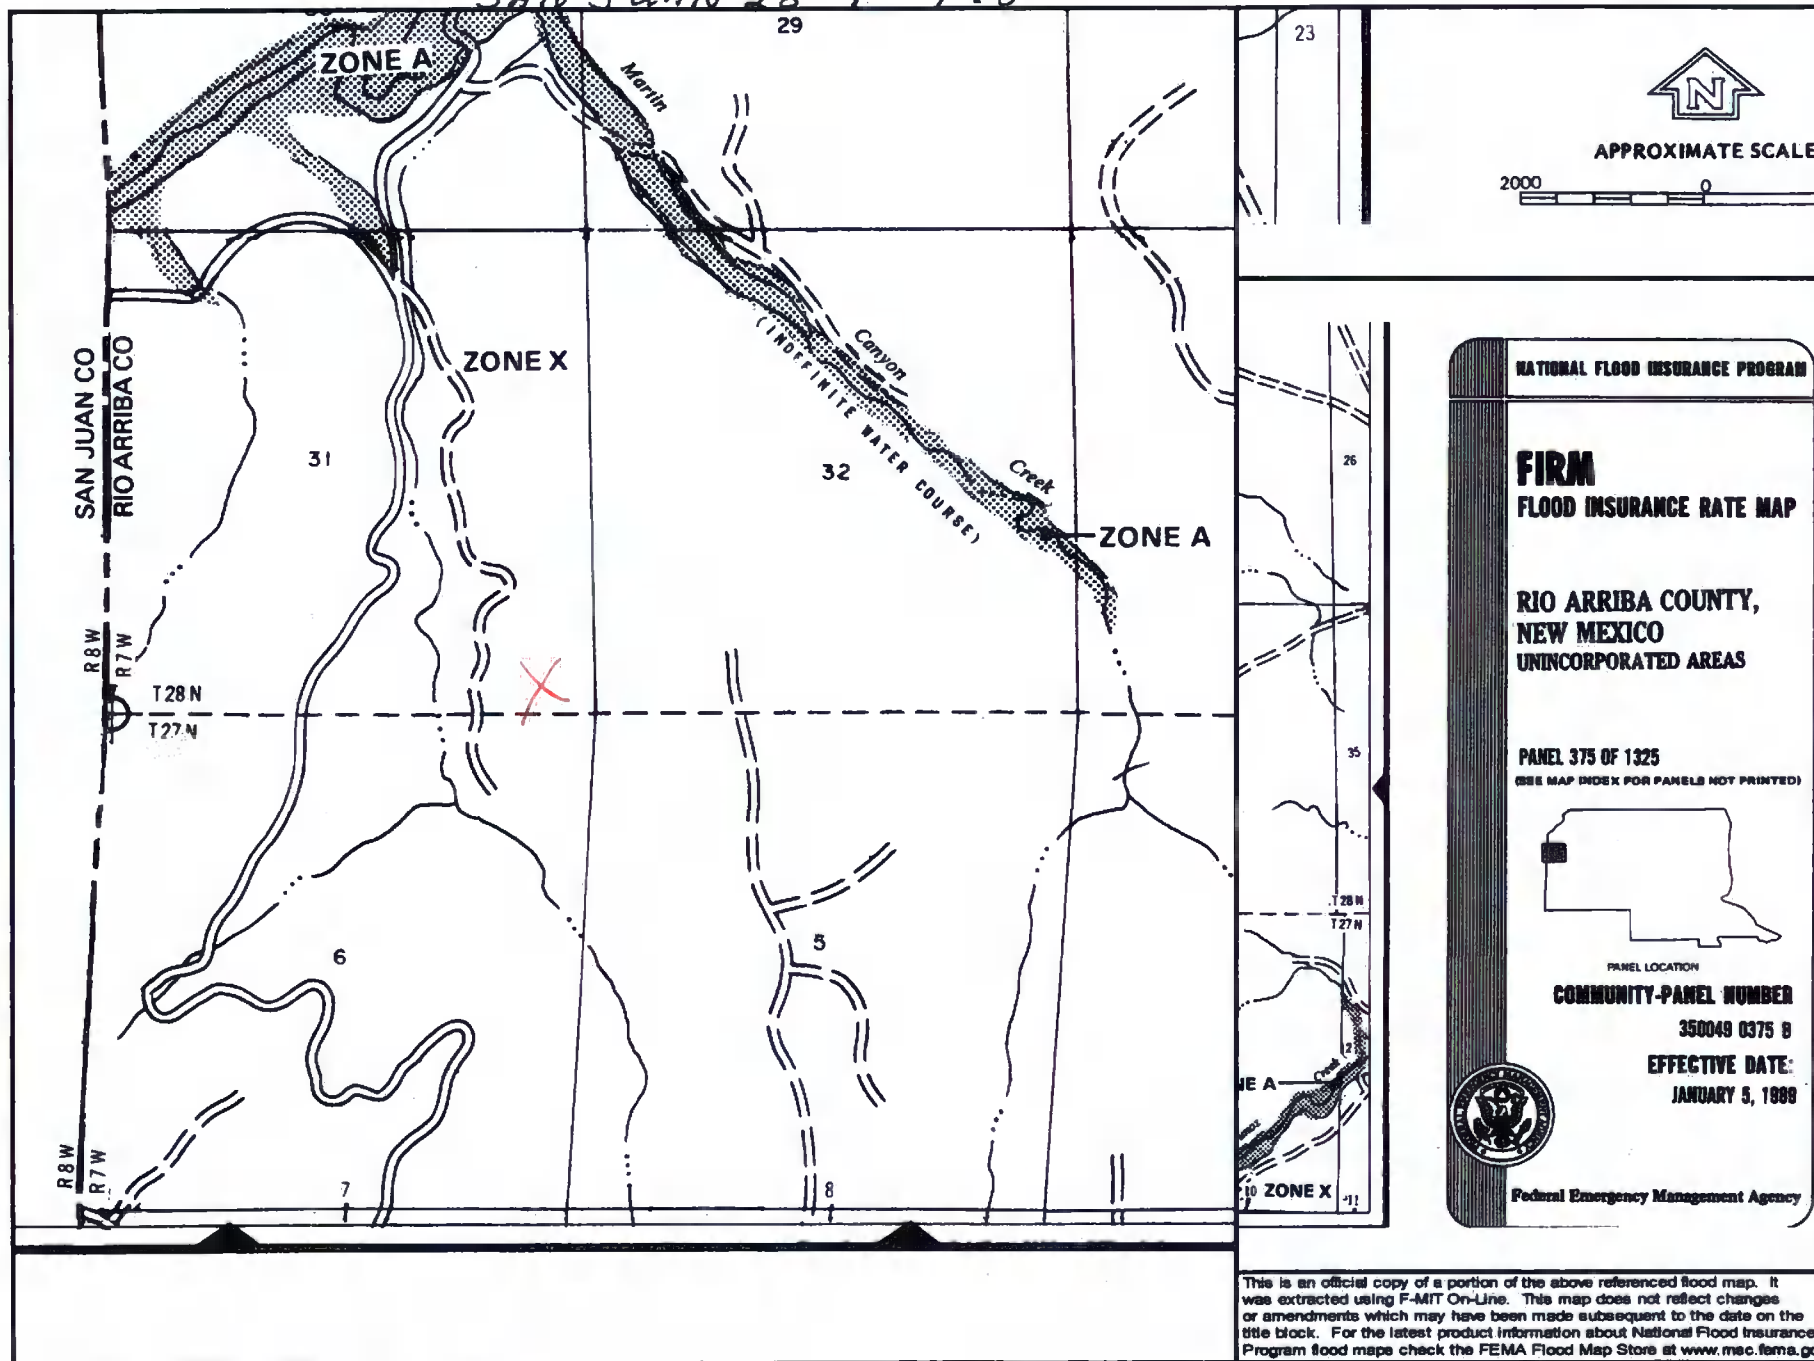 29
ZONE A
Martin
ZONE X
Canyon
(INDFFINITE WATER COURSE)
Creek
ZONE A
SAN JUAN CO
RIO ARRIBA CO
31
32
R8W
R7W
T28N
T27N
6
5
R8W
R7W
7
8
23
26
35
T28N
T27N
12
NE A
Creek
10
ZONE X
11
N
APPROXIMATE SCALE
2000
0
NATIONAL FLOOD INSURANCE PROGRAM
FIRM
FLOOD INSURANCE RATE MAP
RIO ARRIBA COUNTY,
NEW MEXICO
UNINCORPORATED AREAS
PANEL 375 OF 1325
(SEE MAP INDEX FOR PANELS NOT PRINTED)
PANEL LOCATION
COMMUNITY-PANEL NUMBER
350049 0375 B
EFFECTIVE DATE:
JANUARY 5, 1989
Federal Emergency Management Agency
This is an official copy of a portion of the above referenced flood map. It
was extracted using F-MIT On-Line. This map does not reflect changes
or amendments which may have been made subsequent to the date on the
title block. For the latest product information about National Flood Insurance
Program flood maps check the FEMA Flood Map Store at www.msc.fema.g